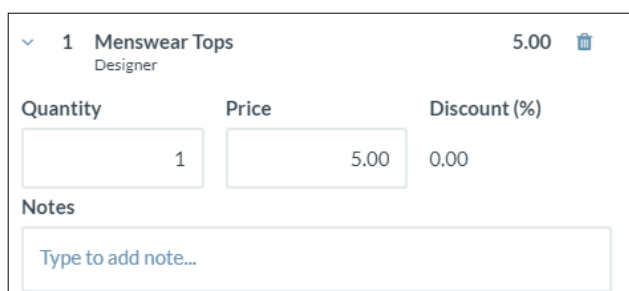 1 Menswear Tops 5.00
Designer
Quantity Price Discount (%)
1 5.00 0.00
Notes
Type to add note...